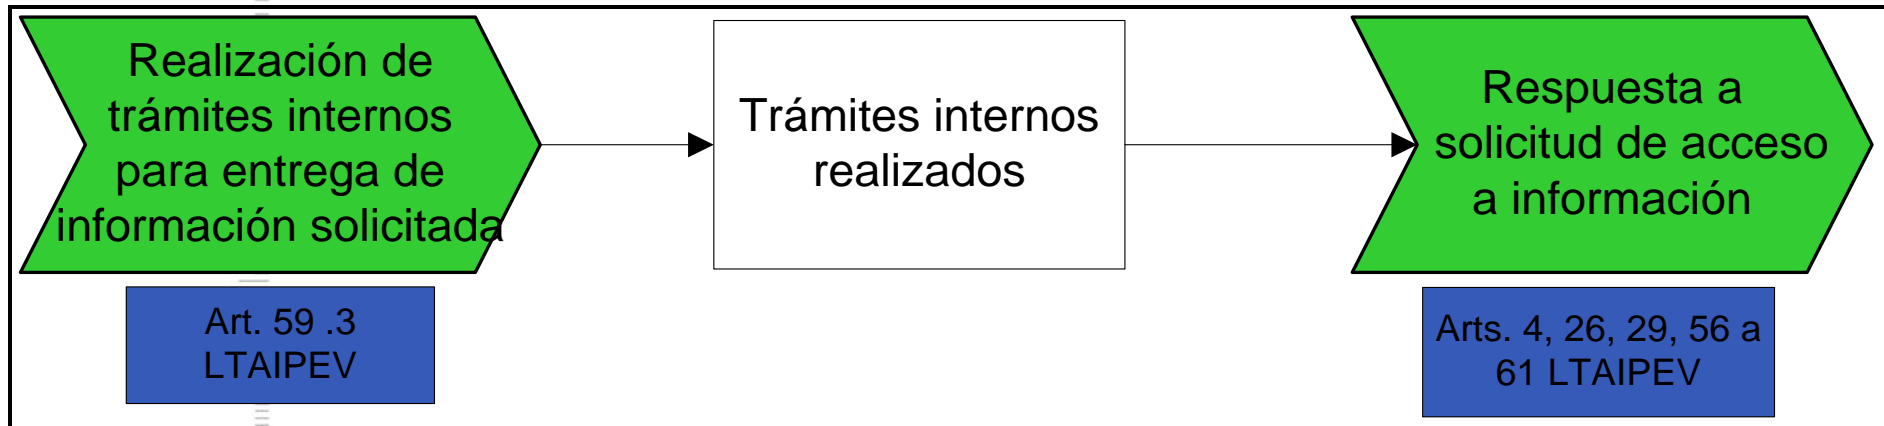 Realización de
trámites internos
para entrega de
información solicitada
Trámites internos
realizados
Respuesta a
solicitud de acceso
a información
Art. 59 .3
LTAIPEV
Arts. 4, 26, 29, 56 a
61 LTAIPEV